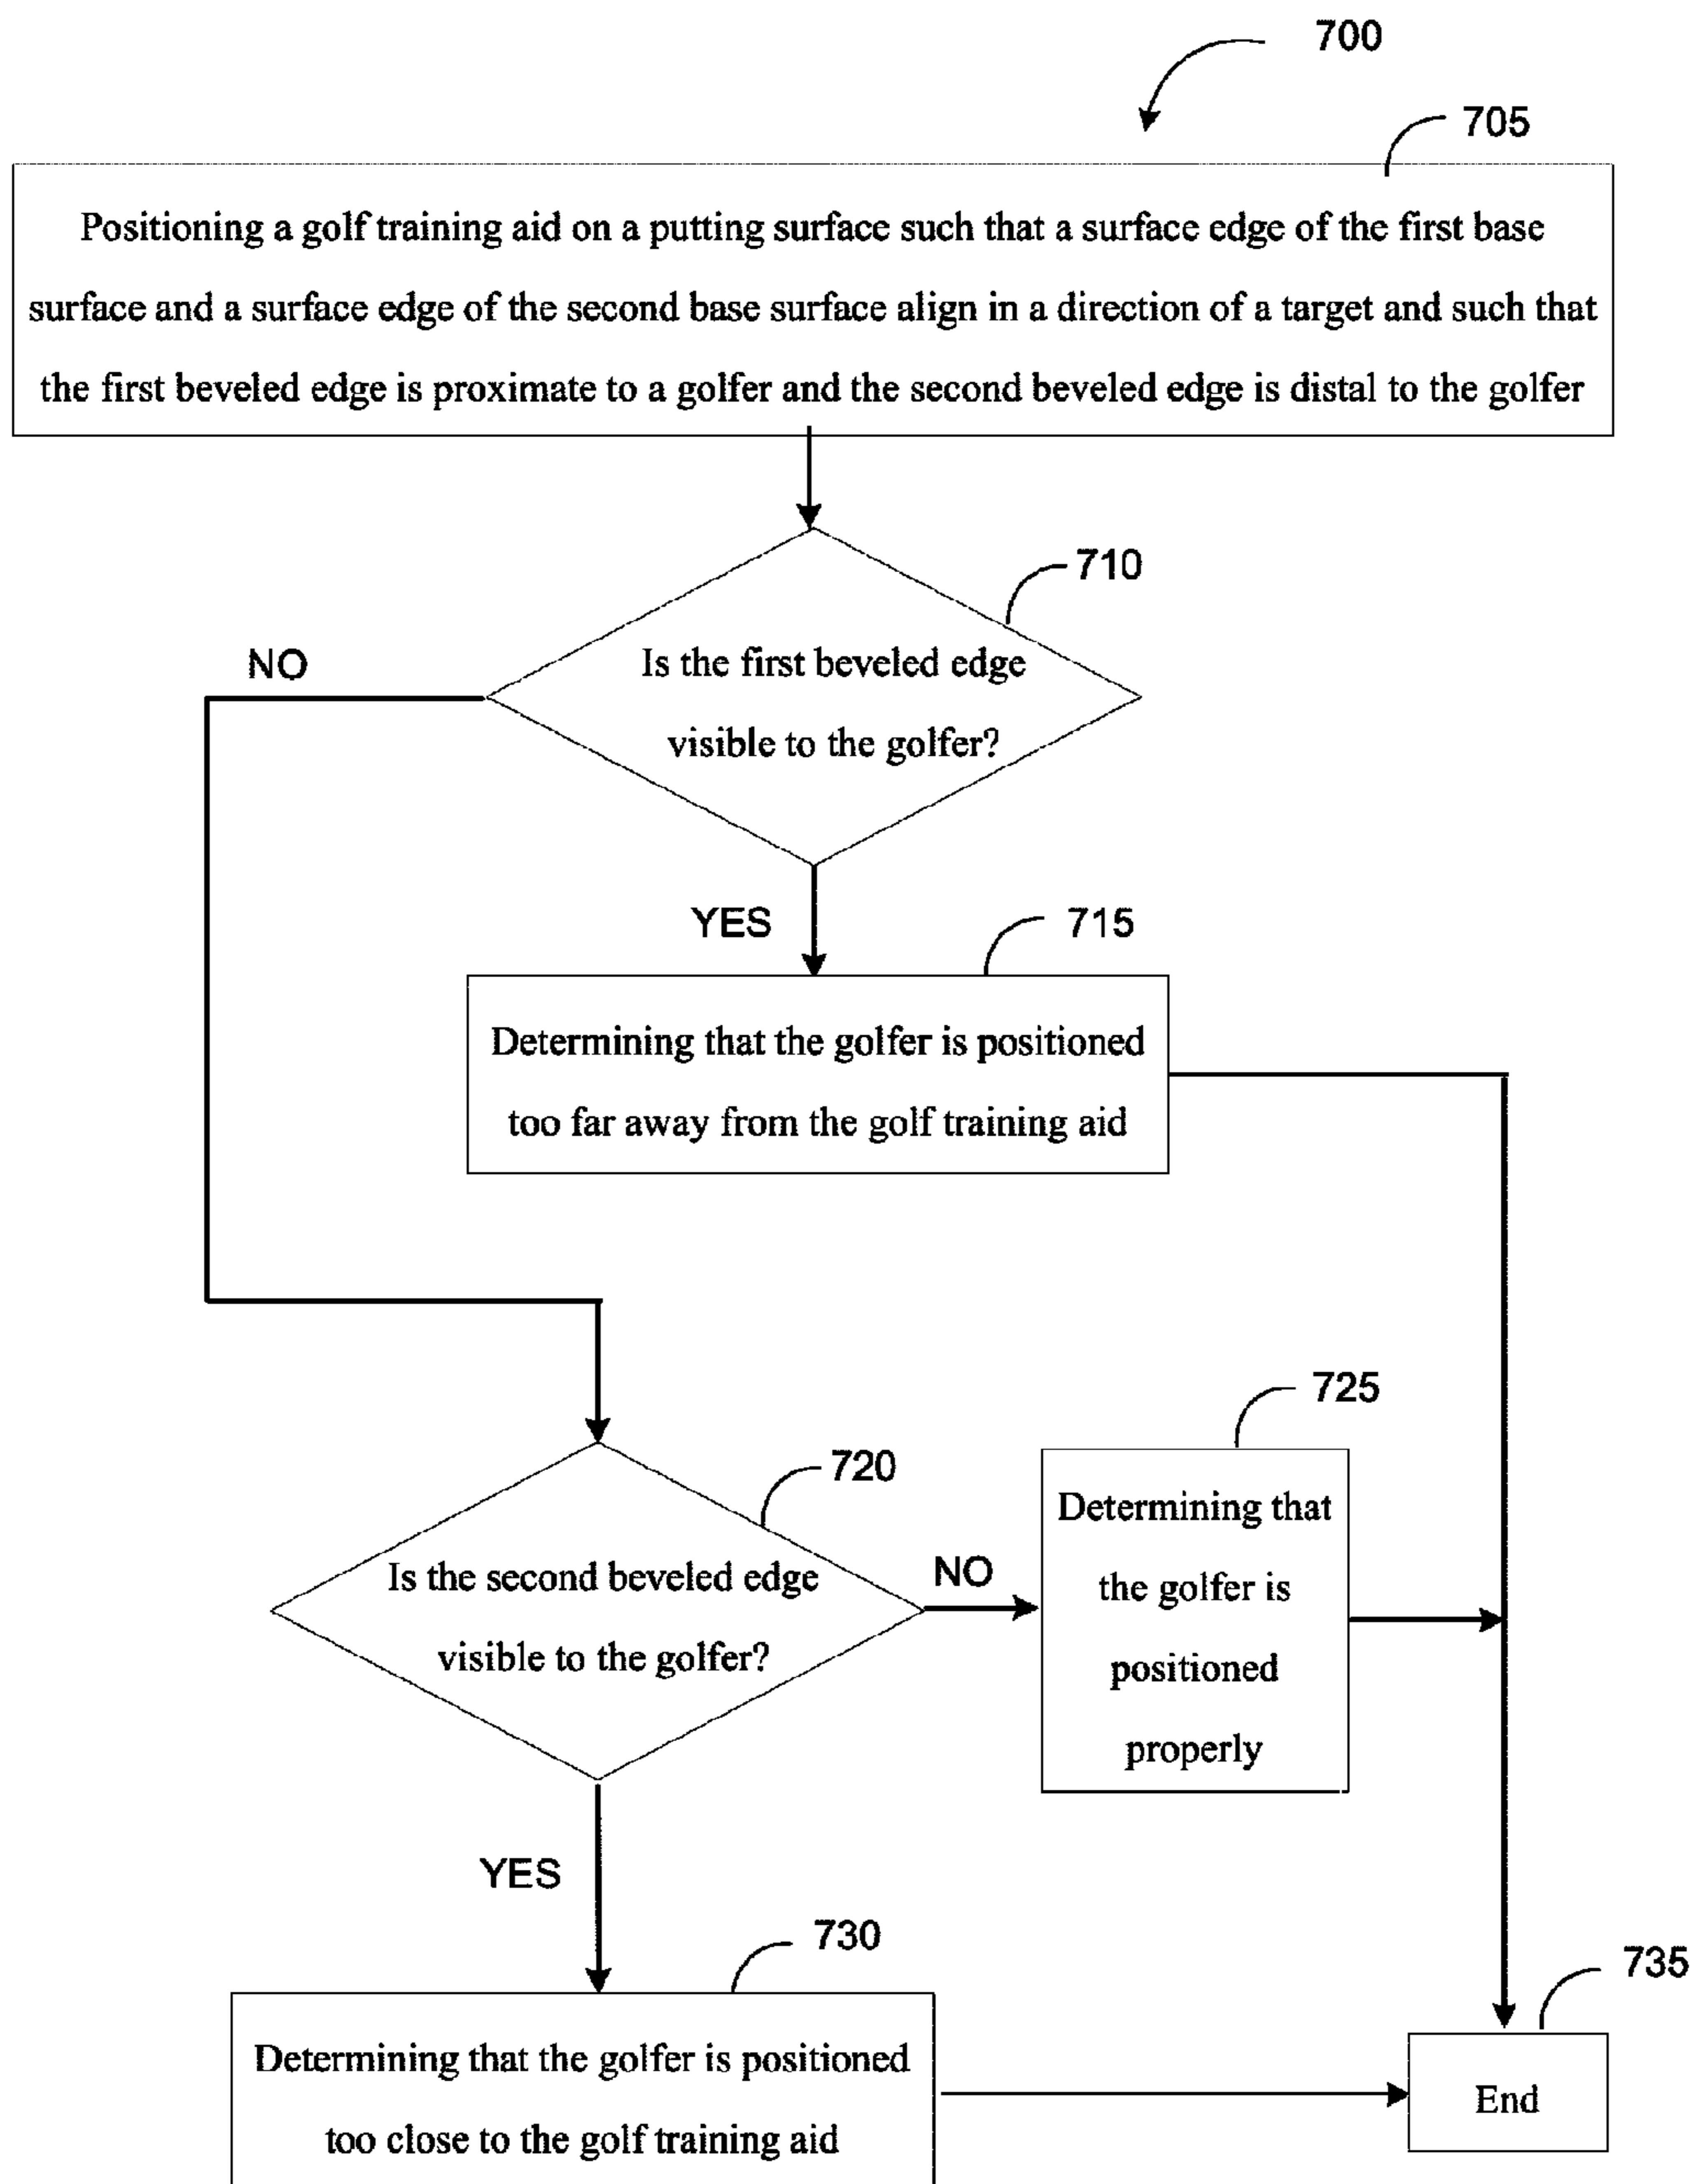 700
705
Positioning a golf training aid on a putting surface such that a surface edge of the first base
surface and a surface edge of the second base surface align in a direction of a target and such that
the first beveled edge is proximate to a golfer and the second beveled edge is distal to the golfer
710
Is the first beveled edge
visible to the golfer?
NO
YES
715
Determining that the golfer is positioned
too far away from the golf training aid
720
Is the second beveled edge
visible to the golfer?
NO
725
Determining that
the golfer is
positioned
properly
YES
730
Determining that the golfer is positioned
too close to the golf training aid
735
End